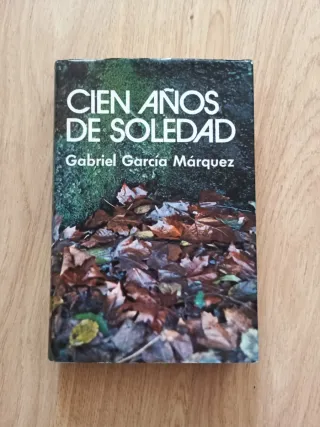 CIEN AÑOS
DE SOLEDAD
Gabriel García Márquez